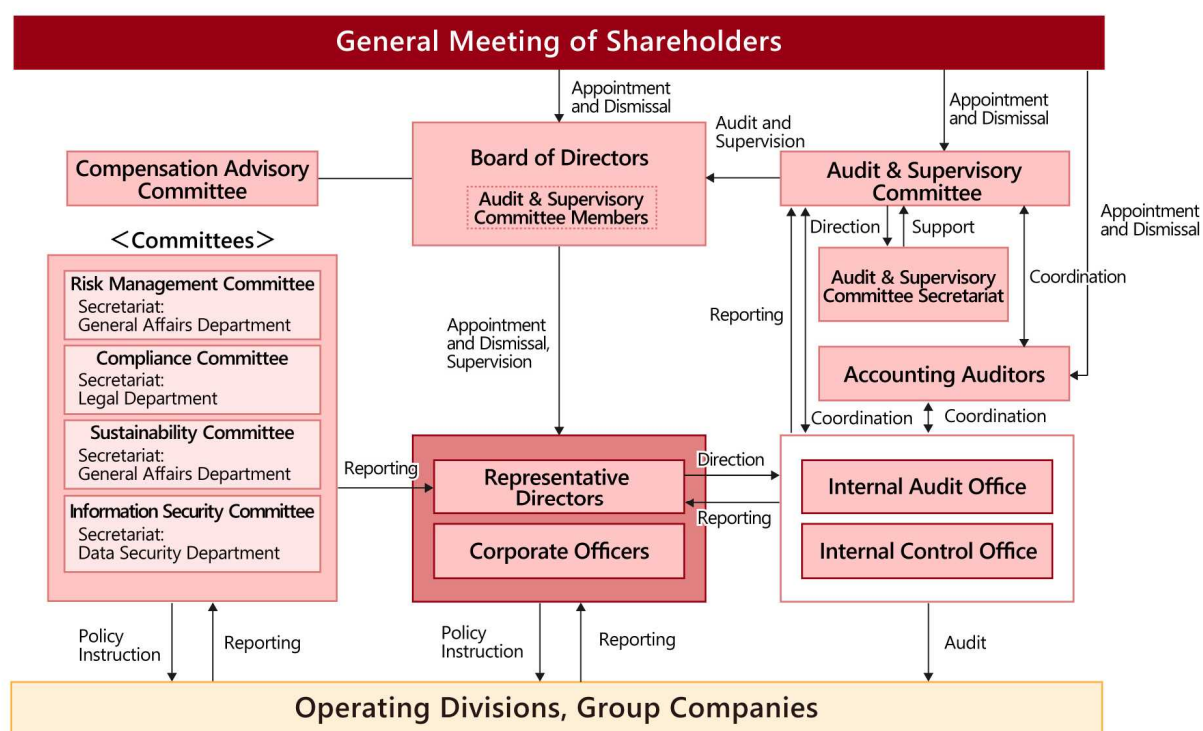 General Meeting of Shareholders
Appointment
and Dismissal
Appointment
and Dismissal
Appointment
and Dismissal
Board of Directors
Audit & Supervisory
Committee Members
Audit and
Supervision
Audit & Supervisory
Committee
Compensation Advisory
Committee
Direction
Support
Audit & Supervisory
Committee Secretariat
Coordination
Reporting
Accounting Auditors
Coordination
Coordination
<Committees>
Risk Management Committee
Secretariat:
General Affairs Department
Compliance Committee
Secretariat:
Legal Department
Sustainability Committee
Secretariat:
General Affairs Department
Information Security Committee
Secretariat:
Data Security Department
Appointment
and Dismissal,
Supervision
Reporting
Representative
Directors
Corporate Officers
Direction
Reporting
Internal Audit Office
Internal Control Office
Policy
Instruction
Reporting
Policy
Instruction
Reporting
Audit
Operating Divisions, Group Companies